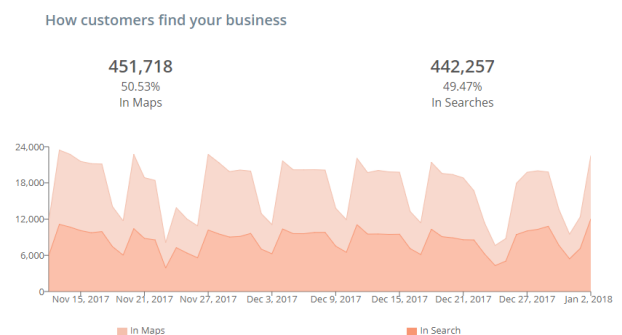 How customers find your business
451,718
50.53%
In Maps
442,257
49.47%
In Searches
24,000
18,000
12,000
6,000
0
Nov 15, 2017 Nov 21, 2017 Nov 27, 2017 Dec 3, 2017 Dec 9, 2017 Dec 15, 2017 Dec 21, 2017 Dec 27, 2017 Jan 2, 2018
In Maps In Search